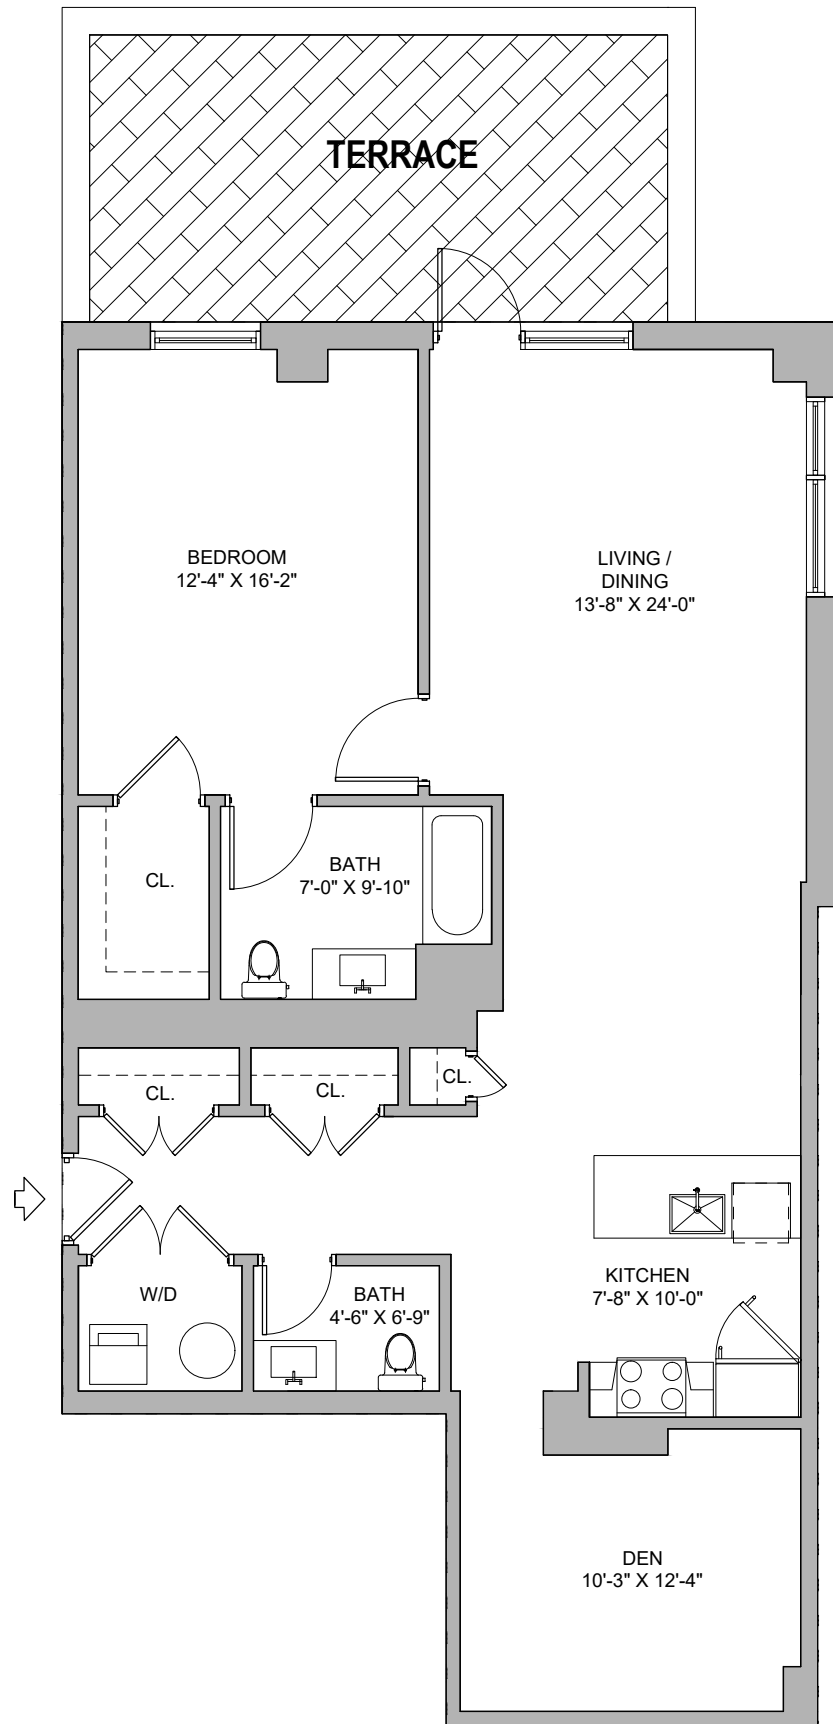 TERRACE
BEDROOM
12'-4" X 16'-2"
LIVING /
DINING
13'-8" X 24'-0"
BATH
7'-0" X 9'-10"
CL.
CL.
CL.
CL.
W/D
BATH
4'-6" X 6'-9"
KITCHEN
7'-8" X 10'-0"
DEN
10'-3" X 12'-4"